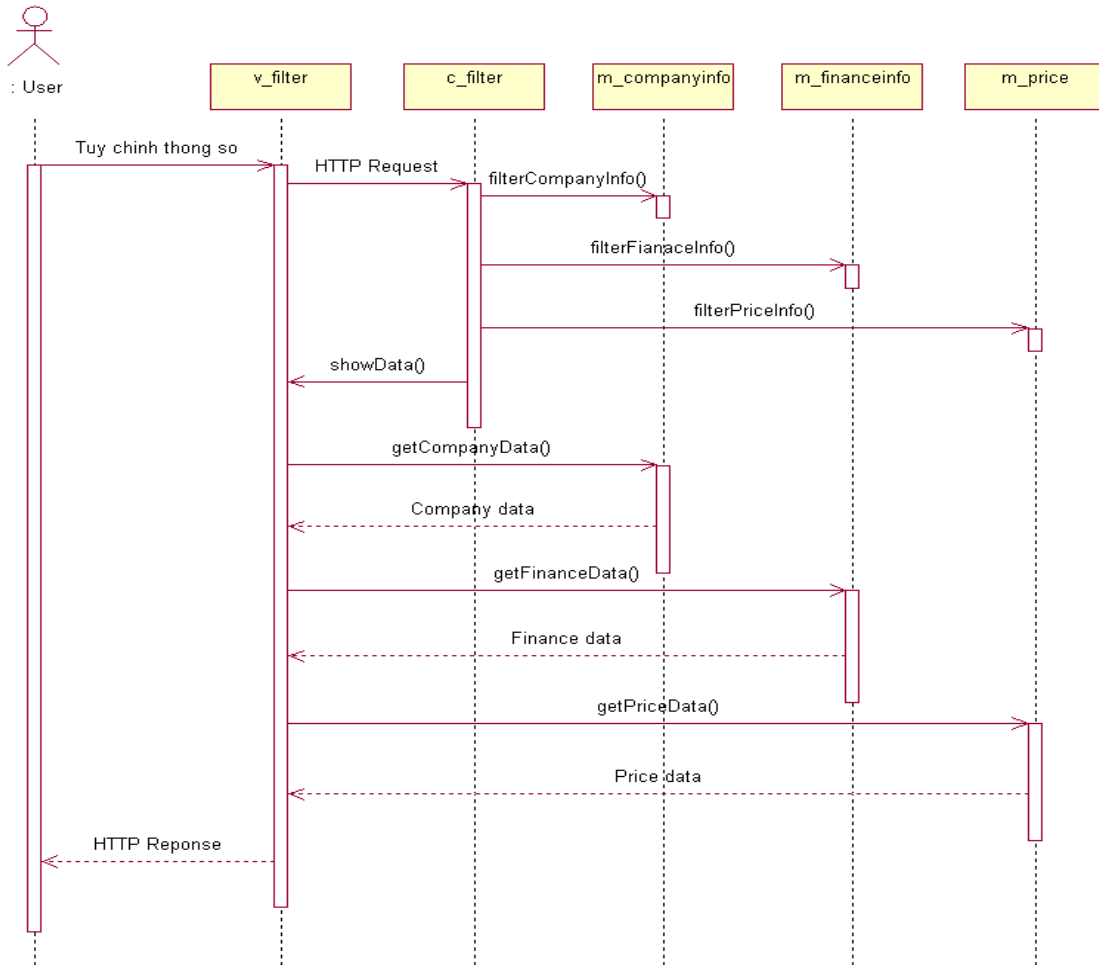 : User
v_filter
c_filter
m_companyinfo
m_financeinfo
m_price
Tuy chinh thong so
HTTP Request
filterCompanyInfo()
filterFianaceInfo()
filterPriceInfo()
showData()
getCompanyData()
Company data
getFinanceData()
Finance data
getPriceData()
Price data
HTTP Reponse